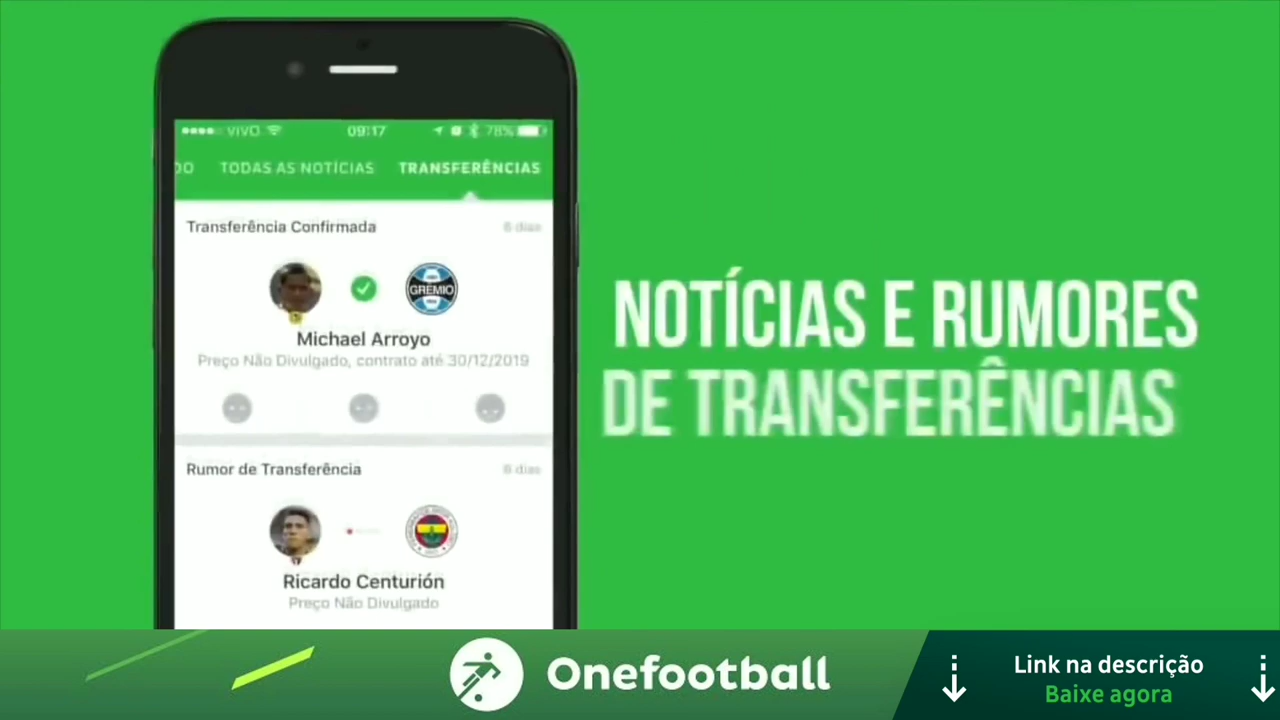 VIVO 09:17 78%
DO TODAS AS NOTÍCIAS TRANSFERÊNCIAS
Transferência Confirmada 6 dias
GRÊMIO
Michael Arroyo
Preço Não Divulgado, contrato até 30/12/2019
Rumor de Transferência 6 dias
Ricardo Centurión
Preço Não Divulgado
NOTÍCIAS E RUMORES
DE TRANSFERÊNCIAS
Onefootball
Link na descrição
Baixe agora